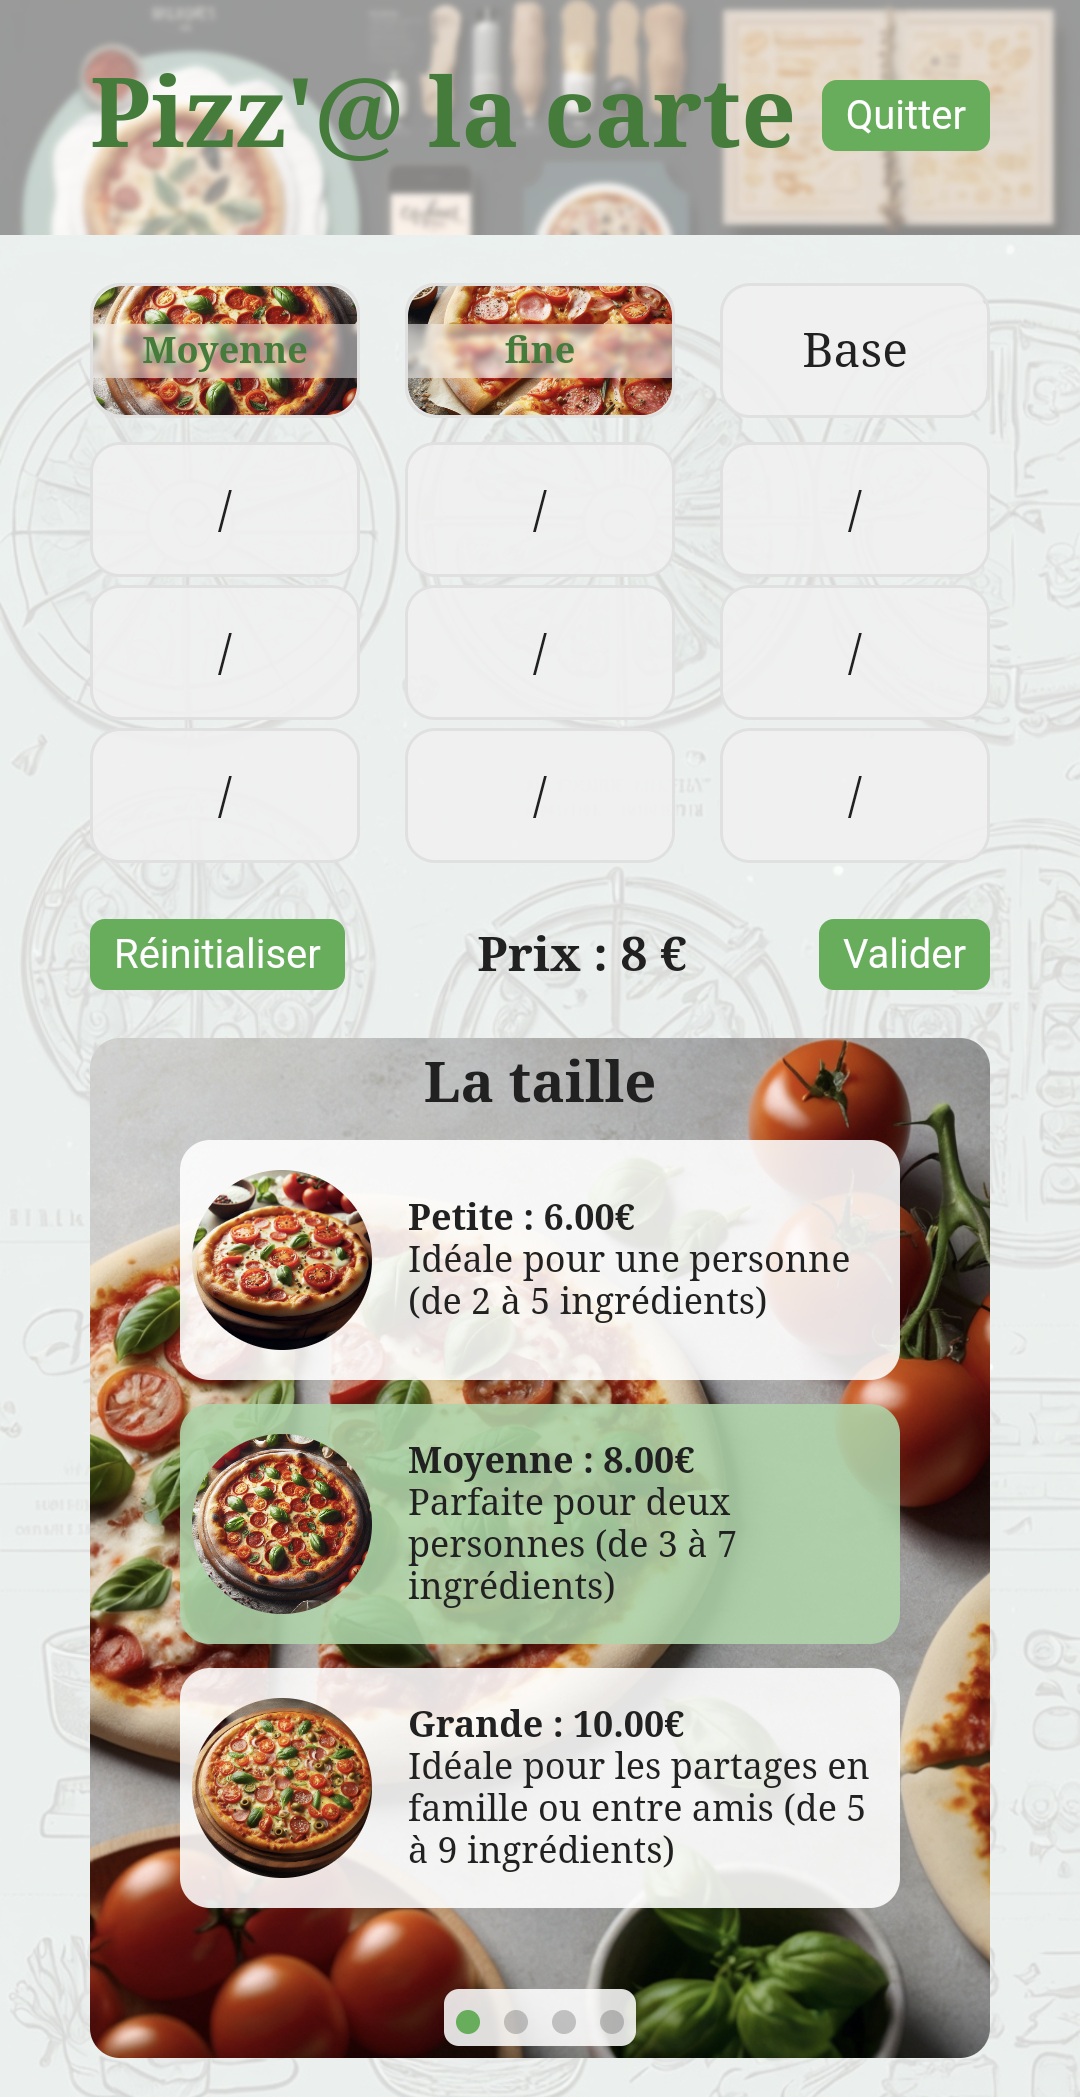 Pizz'@ la carte
Quitter
Moyenne
fine
Base
/
/
/
/
/
/
/
/
/
Réinitialiser
Prix : 8 €
Valider
La taille
Petite : 6.00€
Idéale pour une personne
(de 2 à 5 ingrédients)
Moyenne : 8.00€
Parfaite pour deux
personnes (de 3 à 7
ingrédients)
Grande : 10.00€
Idéale pour les partages en
famille ou entre amis (de 5
à 9 ingrédients)